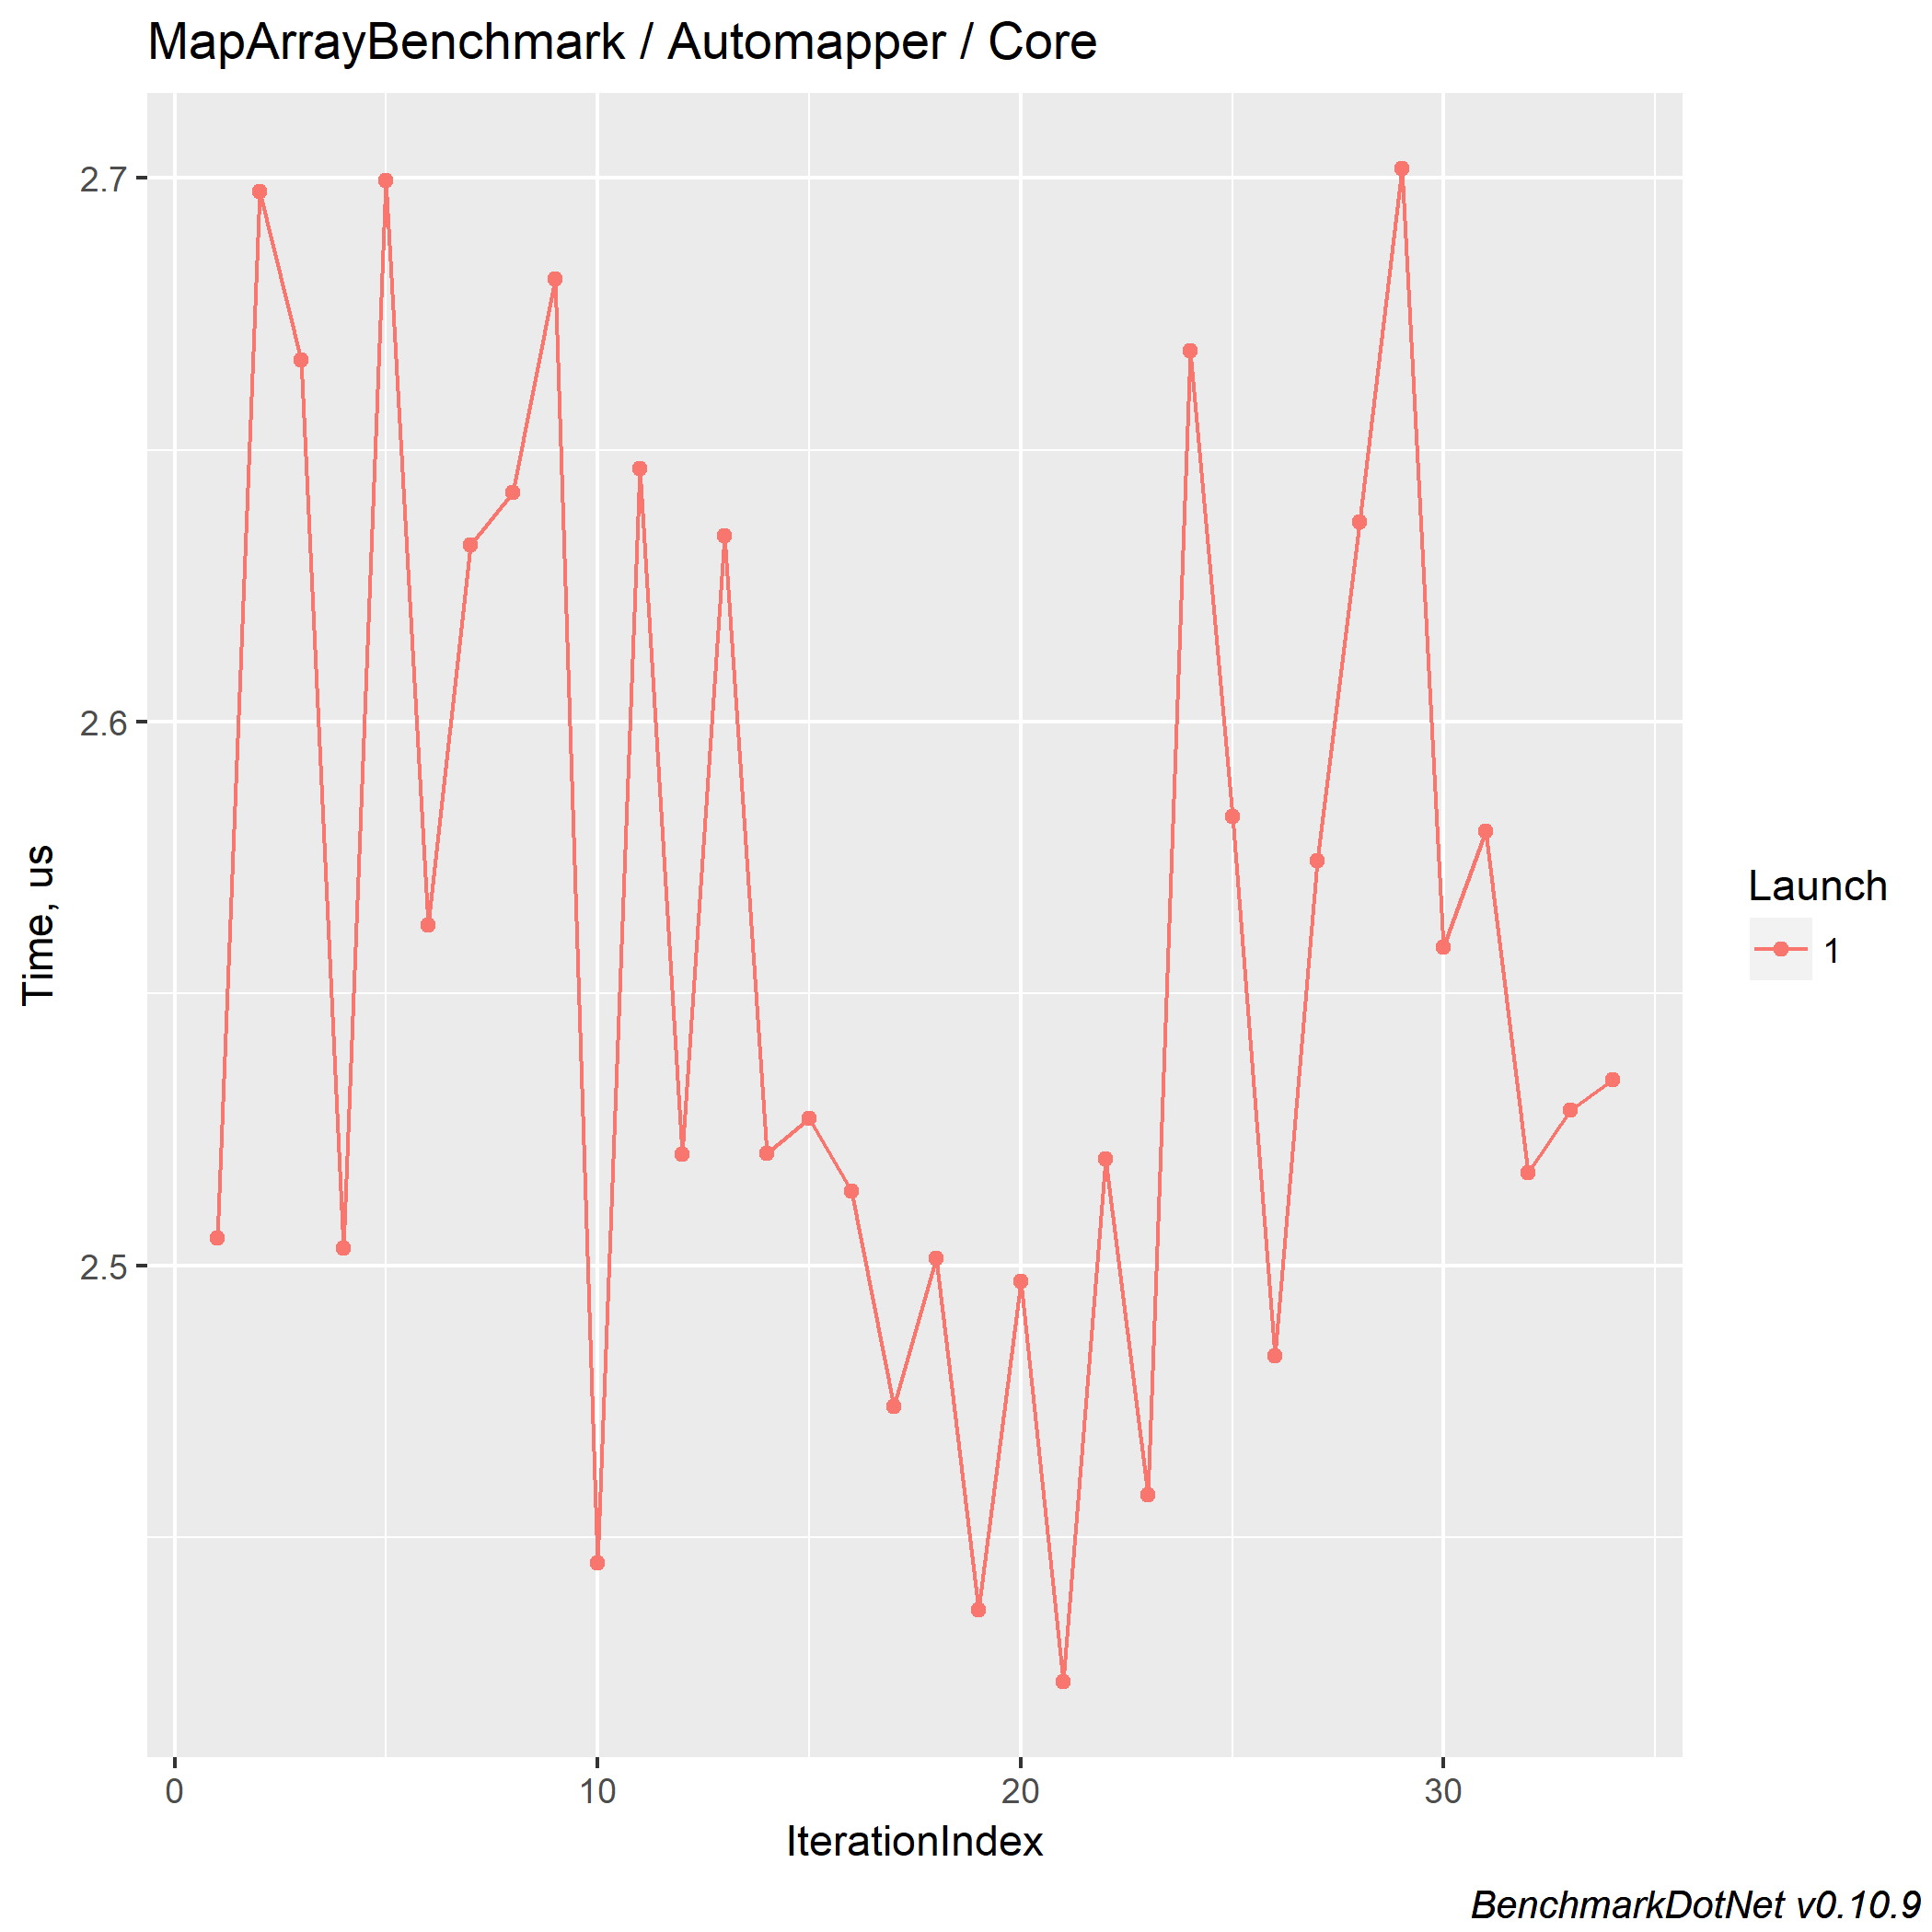 MapArrayBenchmark / Automapper / Core
2.7
2.6
2.5
Time, us
0 10 20 30
IterationIndex
Launch
1
BenchmarkDotNet v0.10.9